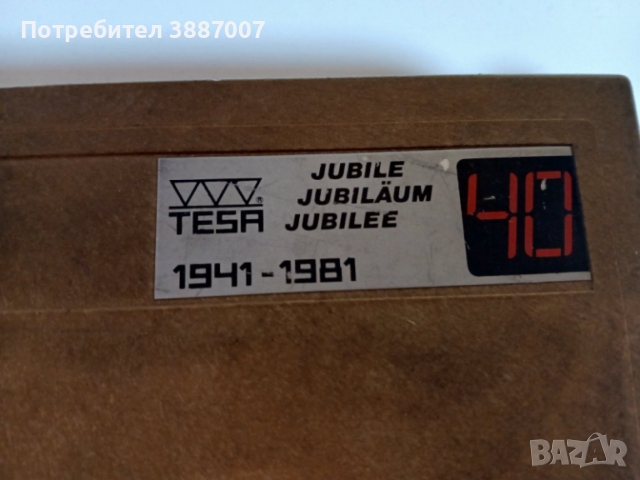 Потребител 3887007
JUBILE
JUBILÄUM
TESA® JUBILEE
1941-1981
40
BAZAR